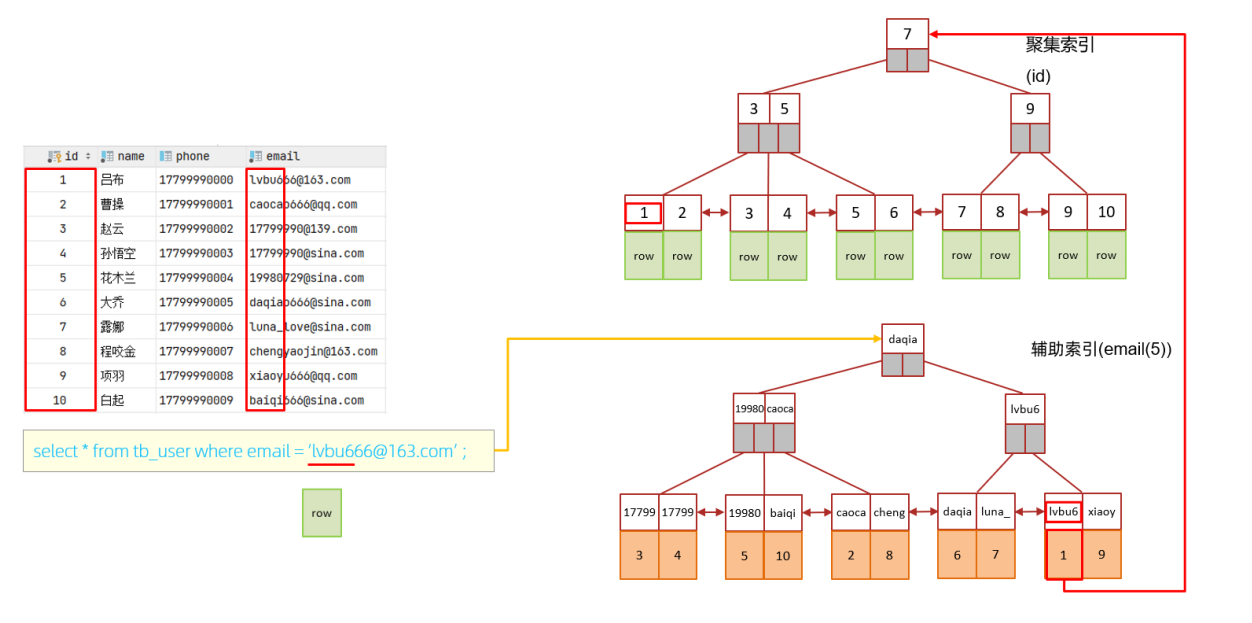 id name phone email
1 吕布 17799990000 lvbu666@163.com
2 曹操 17799990001 caocao666@qq.com
3 赵云 17799990002 17799990@139.com
4 孙悟空 17799990003 17799990@sina.com
5 花木兰 17799990004 19980729@sina.com
6 大乔 17799990005 daqiao666@sina.com
7 露娜 17799990006 luna_love@sina.com
8 程咬金 17799990007 chengyaojin@163.com
9 项羽 17799990008 xiaoyu666@qq.com
10 白起 17799990009 baiqi666@sina.com
select * from tb_user where email = ‘lvbu666@163.com’ ;
row
7
聚集索引
(id)
3 5 9
1 2 3 4 5 6 7 8 9 10
row row row row row row row row row row
daqia
辅助索引(email(5))
19980 caoca lvbu6
17799 17799 19980 baiqi caoca cheng daqia luna_ lvbu6 xiaoy
3 4 5 10 2 8 6 7 1 9